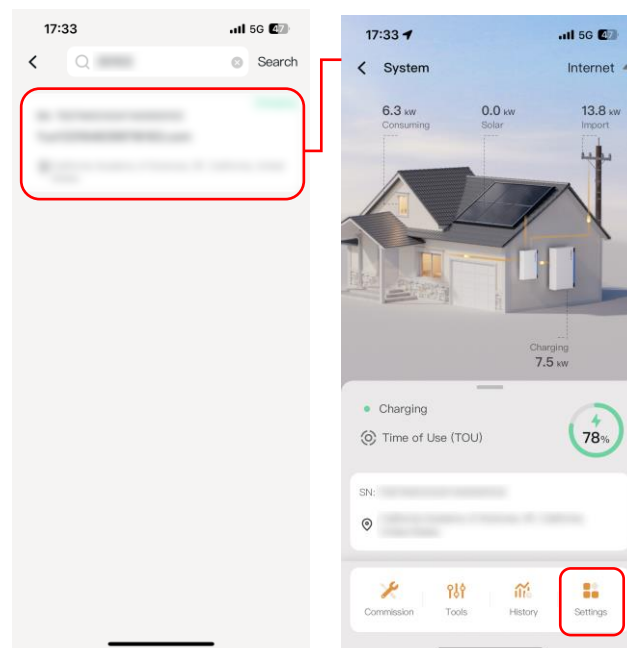 17:33
5G 47
Search
17:33
5G 47
System
Internet
6.3 kw
Consuming
0.0 kw
Solar
13.8 kw
Import
Charging
7.5 kw
Charging
Time of Use (TOU)
78%
SN:
Commission
Tools
History
Settings